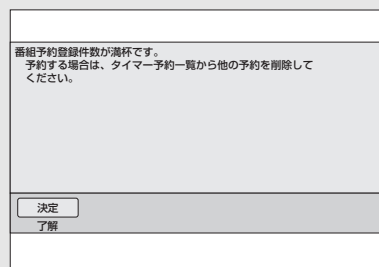 番組予約登録件数が満杯です。
予約する場合は、タイマー予約一覧から他の予約を削除して
ください。
決定
了解